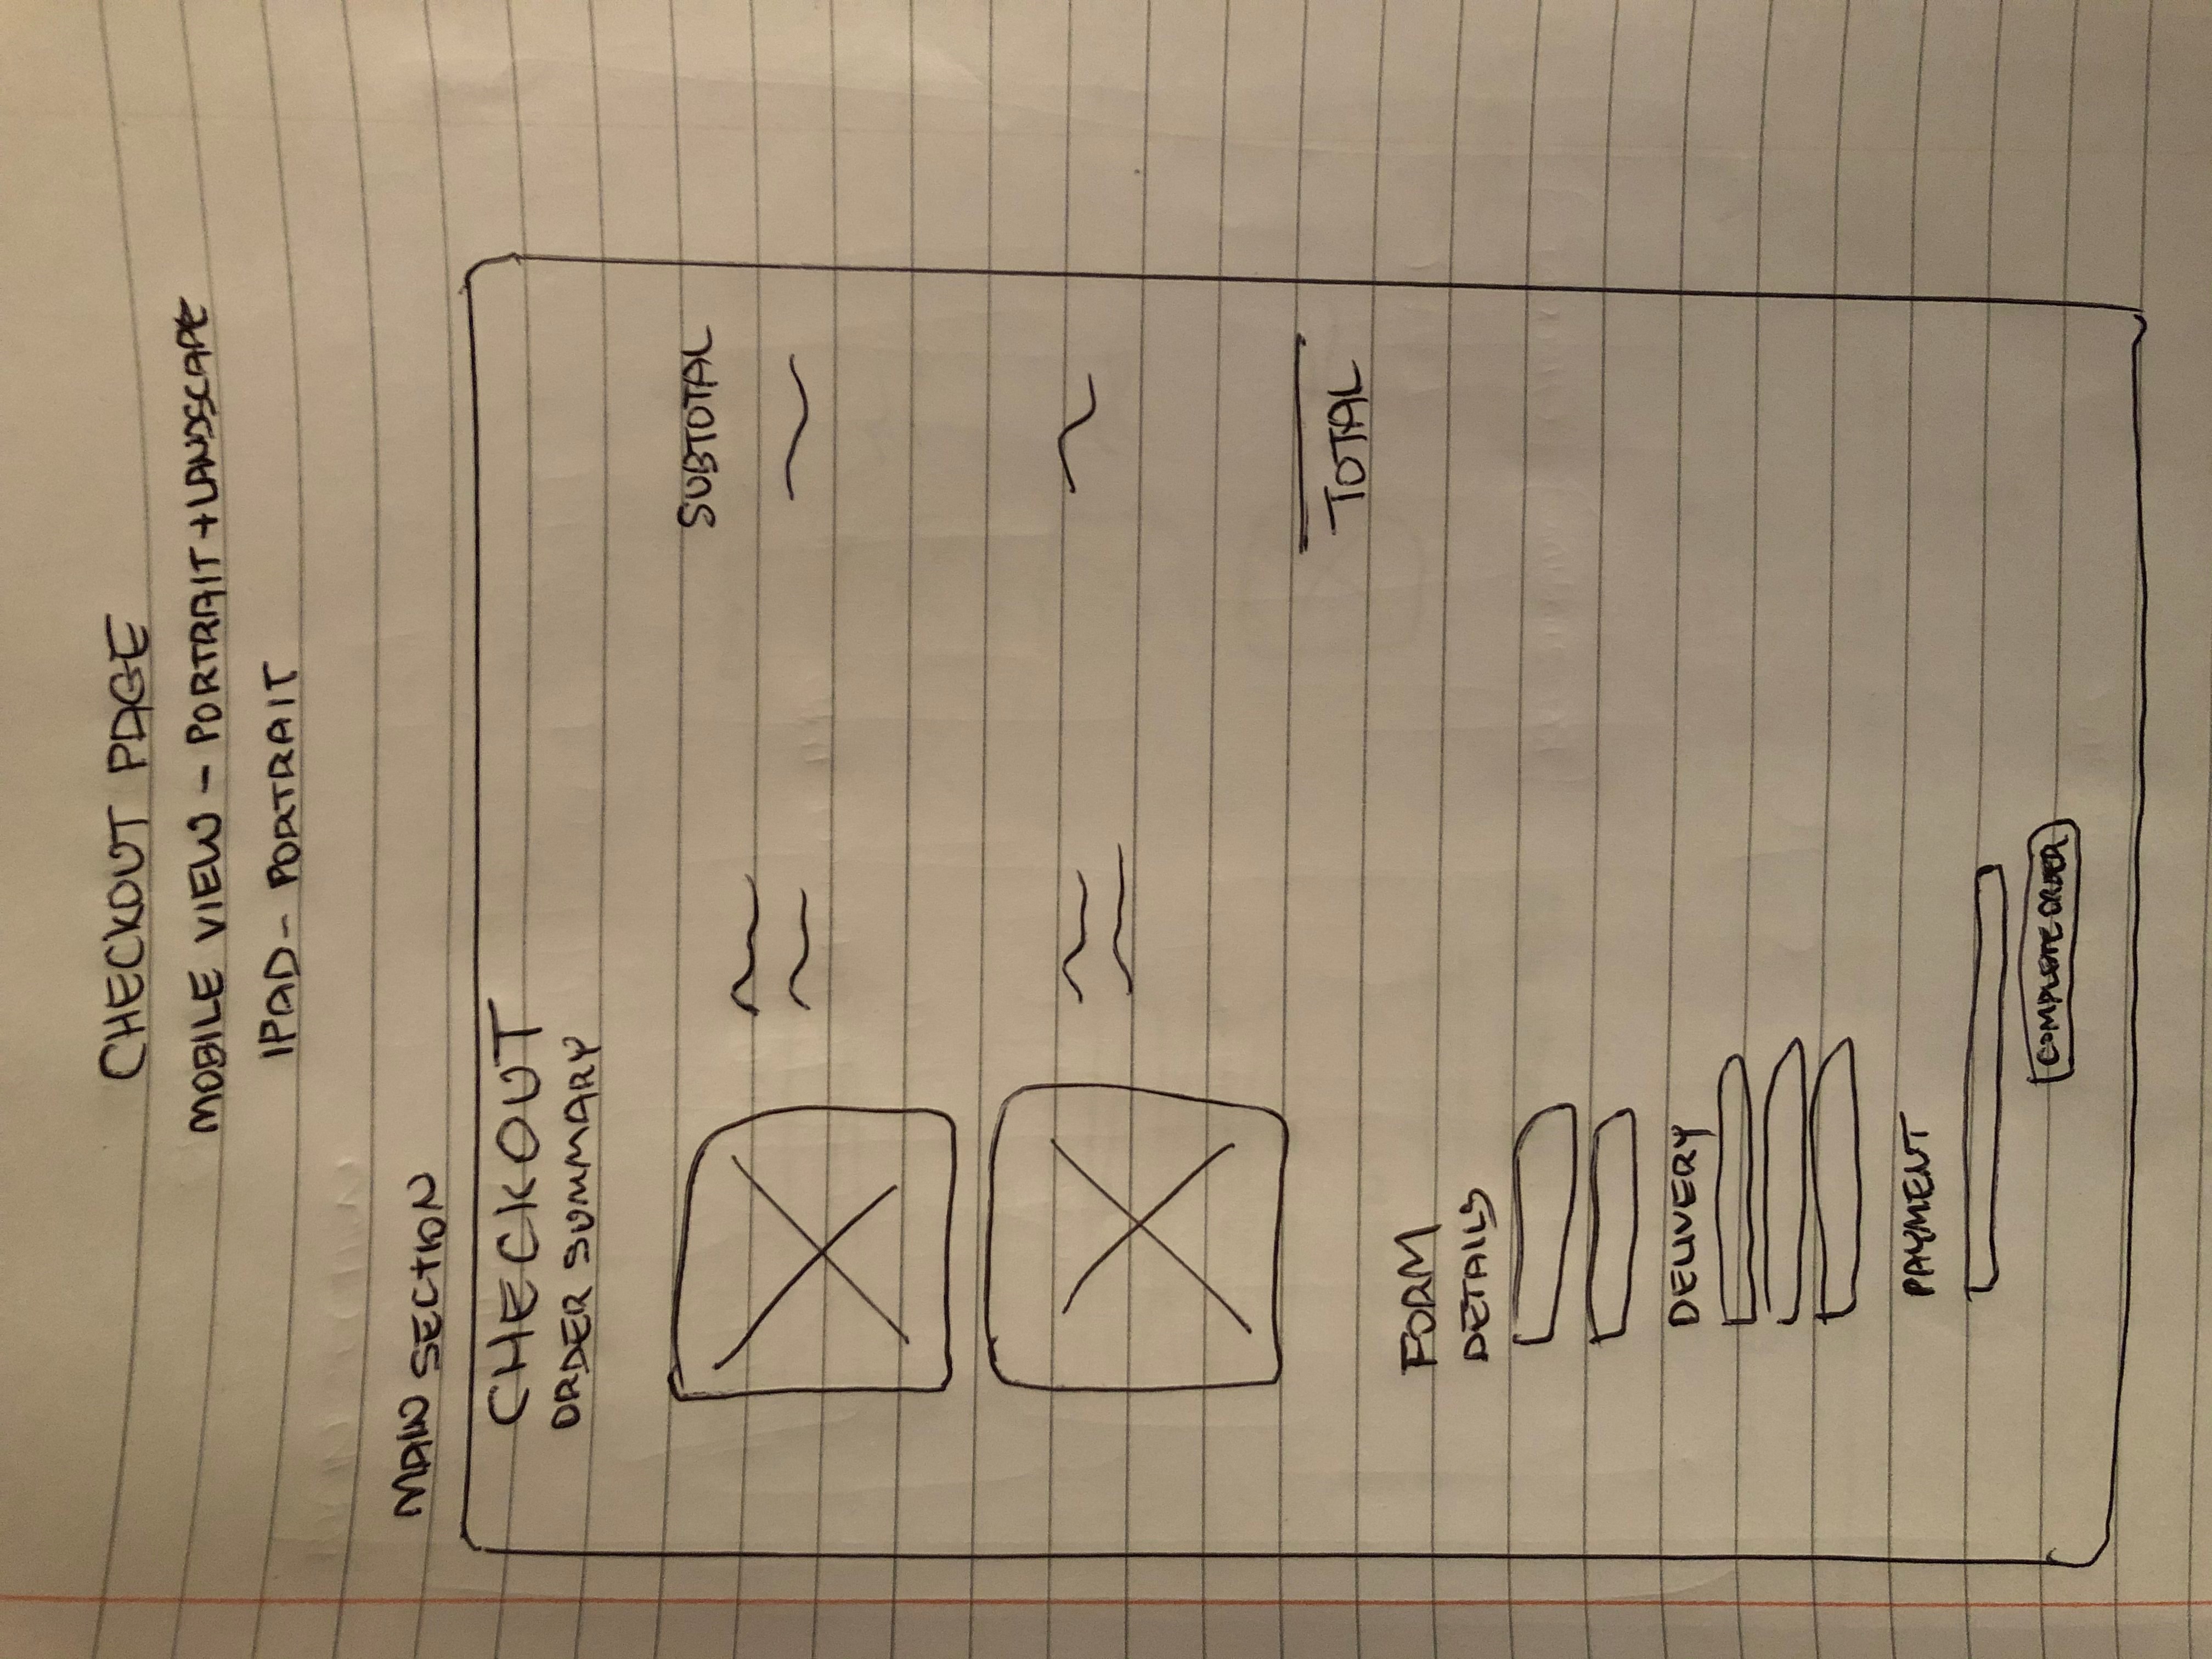 CHECKOUT PAGE
MOBILE VIEW - PORTRAIT + LANDSCAPE
IPAD - PORTRAIT
MAIN SECTION
CHECKOUT
ORDER SUMMARY
SUBTOTAL
TOTAL
FORM
DETAILS
DELIVERY
PAYMENT
COMPLETE ORDER